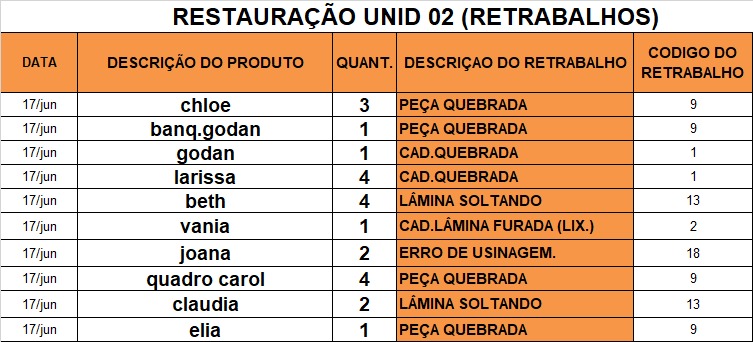 RESTAURAÇÃO UNID 02 (RETRABALHOS)
DATA DESCRIÇÃO DO PRODUTO QUANT. DESCRIÇAO DO RETRABALHO CODIGO DO RETRABALHO
17/jun chloe 3 PEÇA QUEBRADA 9
17/jun banq.godan 1 PEÇA QUEBRADA 9
17/jun godan 1 CAD.QUEBRADA 1
17/jun larissa 4 CAD.QUEBRADA 1
17/jun beth 4 LÂMINA SOLTANDO 13
17/jun vania 1 CAD.LÂMINA FURADA (LIX.) 2
17/jun joana 2 ERRO DE USINAGEM. 18
17/jun quadro carol 4 PEÇA QUEBRADA 9
17/jun claudia 2 LÂMINA SOLTANDO 13
17/jun elia 1 PEÇA QUEBRADA 9